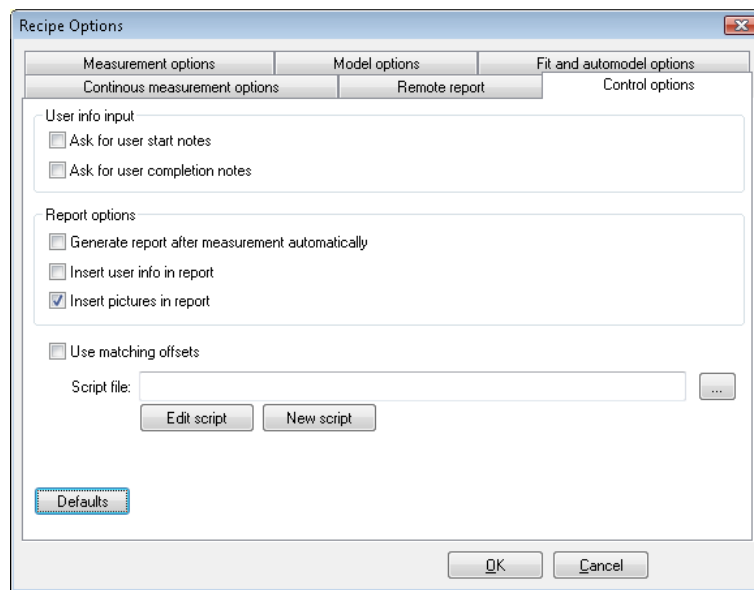 Recipe Options
Measurement options
Model options
Fit and automodel options
Continous measurement options
Remote report
Control options
User info input
Ask for user start notes
Ask for user completion notes
Report options
Generate report after measurement automatically
Insert user info in report
Insert pictures in report
Use matching offsets
Script file:
...
Edit script
New script
Defaults
OK
Cancel